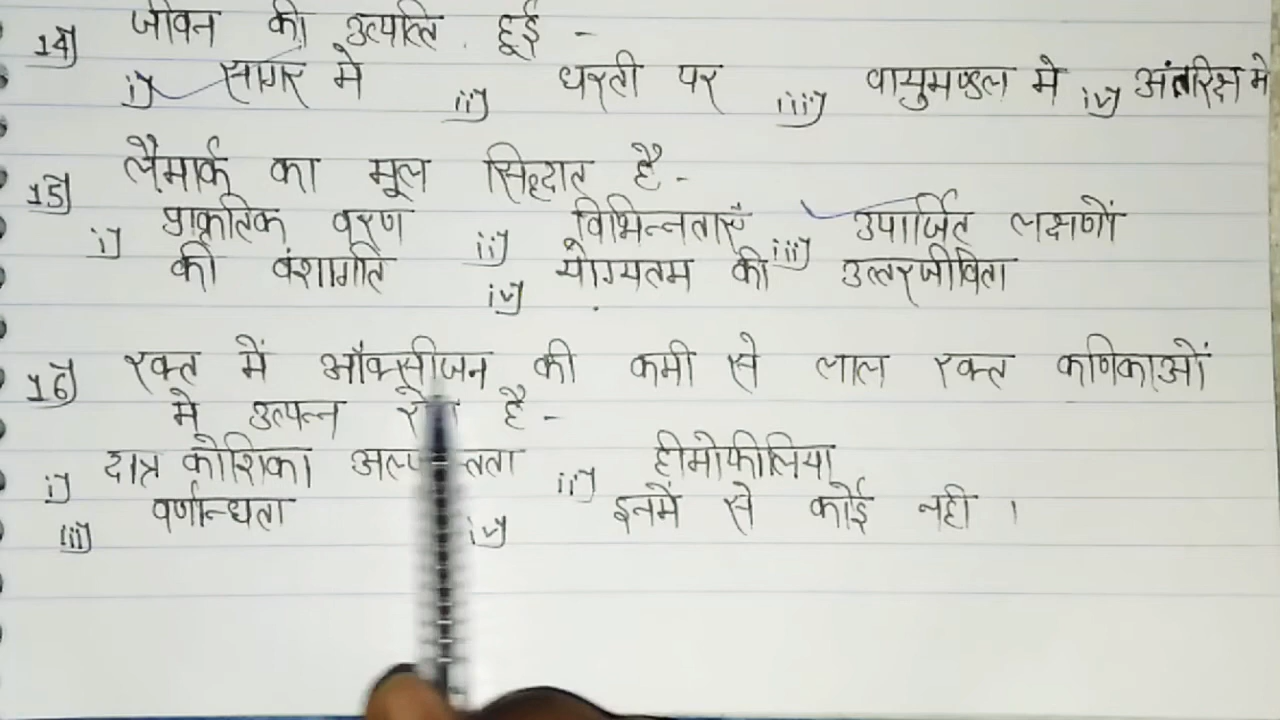 14) जीवन की उत्पत्ति हुई -
i) सागर मे ii) धरती पर iii) वायुमण्डल मे iv) अंतरिक्ष मे
15) लैमार्क का मूल सिद्दात है -
i) प्राकृतिक वरण ii) विभिन्नताएँ iii) उपार्जित लक्षणों
की वंशागति iv) योग्यतम की उत्तरजीविता
16) रक्त में ऑक्सीजन की कमी से लाल रक्त कणिकाओं
मे उत्पन्न है -
i) दात्र कोशिका ii) हीमोफीलिया
iii) वर्णान्धता iv) इनमें से कोई नही ।